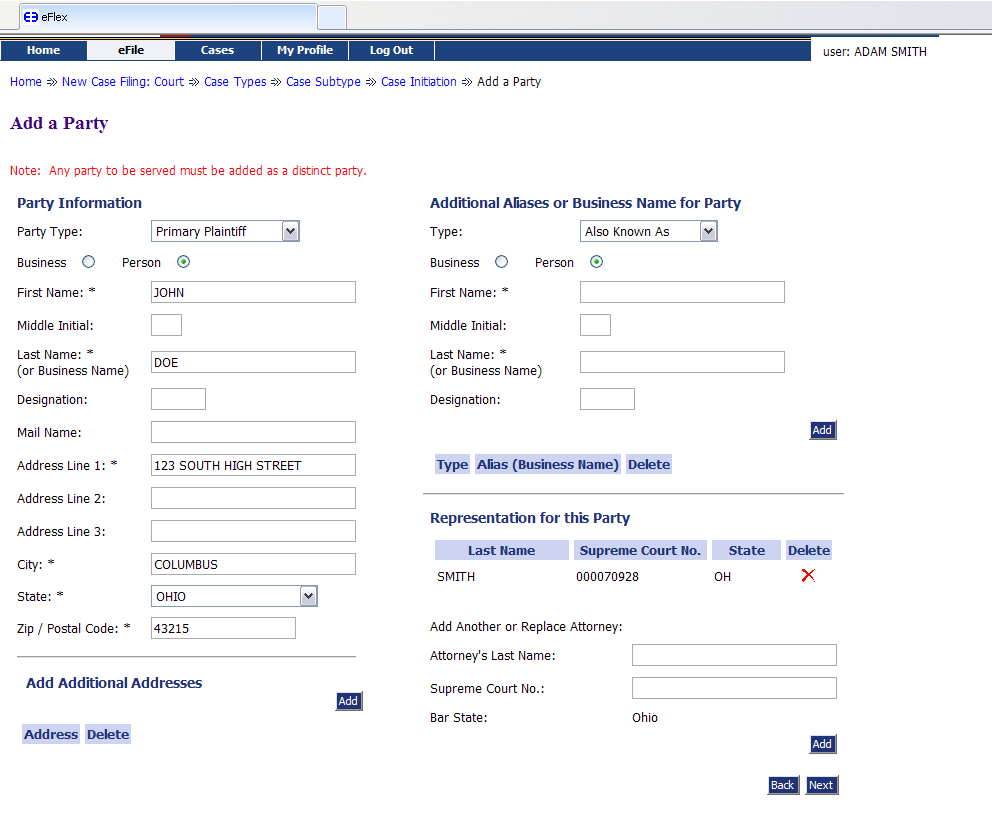 eFlex
Home eFile Cases My Profile Log Out user: ADAM SMITH
Home ⇒ New Case Filing: Court ⇒ Case Types ⇒ Case Subtype ⇒ Case Initiation ⇒ Add a Party
Add a Party
Note: Any party to be served must be added as a distinct party.
Party Information
Party Type: Primary Plaintiff
Business Person
First Name: * JOHN
Middle Initial:
Last Name: *
(or Business Name) DOE
Designation:
Mail Name:
Address Line 1: * 123 SOUTH HIGH STREET
Address Line 2:
Address Line 3:
City: * COLUMBUS
State: * OHIO
Zip / Postal Code: * 43215
Add Additional Addresses
Add
Address Delete
Additional Aliases or Business Name for Party
Type: Also Known As
Business Person
First Name: *
Middle Initial:
Last Name: *
(or Business Name)
Designation:
Add
Type Alias (Business Name) Delete
Representation for this Party
Last Name Supreme Court No. State Delete
SMITH 000070928 OH
Add Another or Replace Attorney:
Attorney's Last Name:
Supreme Court No.:
Bar State: Ohio
Add
Back Next